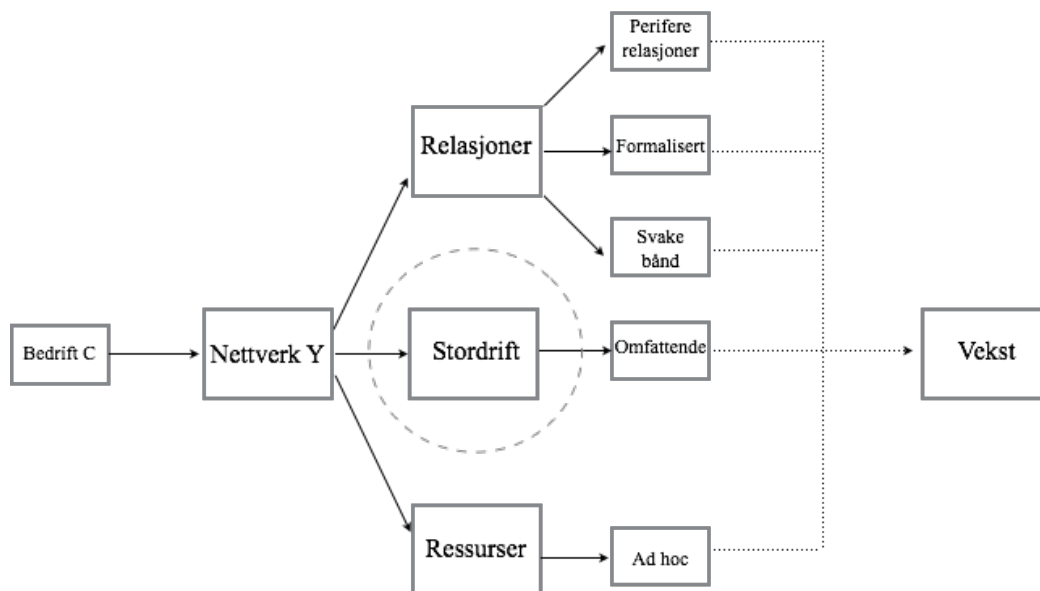 Perifere
relasjoner
Relasjoner
Formalisert
Svake
bånd
Bedrift C
Nettverk Y
Stordrift
Omfattende
Vekst
Ressurser
Ad hoc